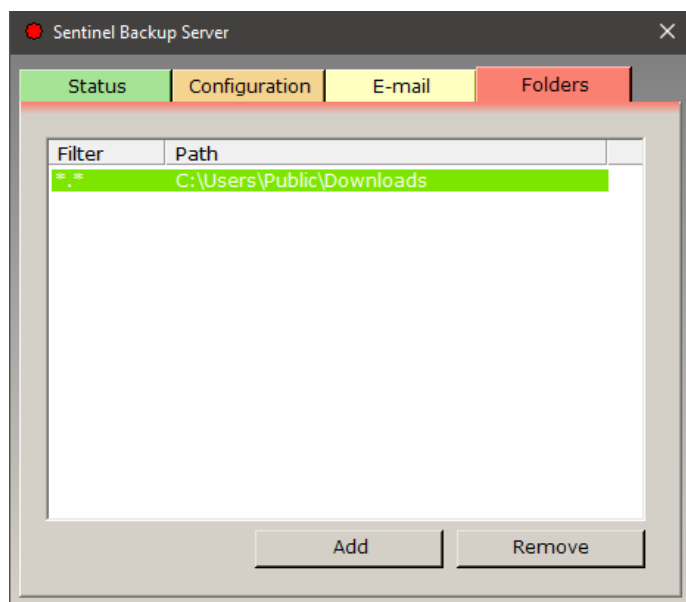 Sentinel Backup Server
Status Configuration E-mail Folders
Filter Path
*.* C:\Users\Public\Downloads
Add Remove